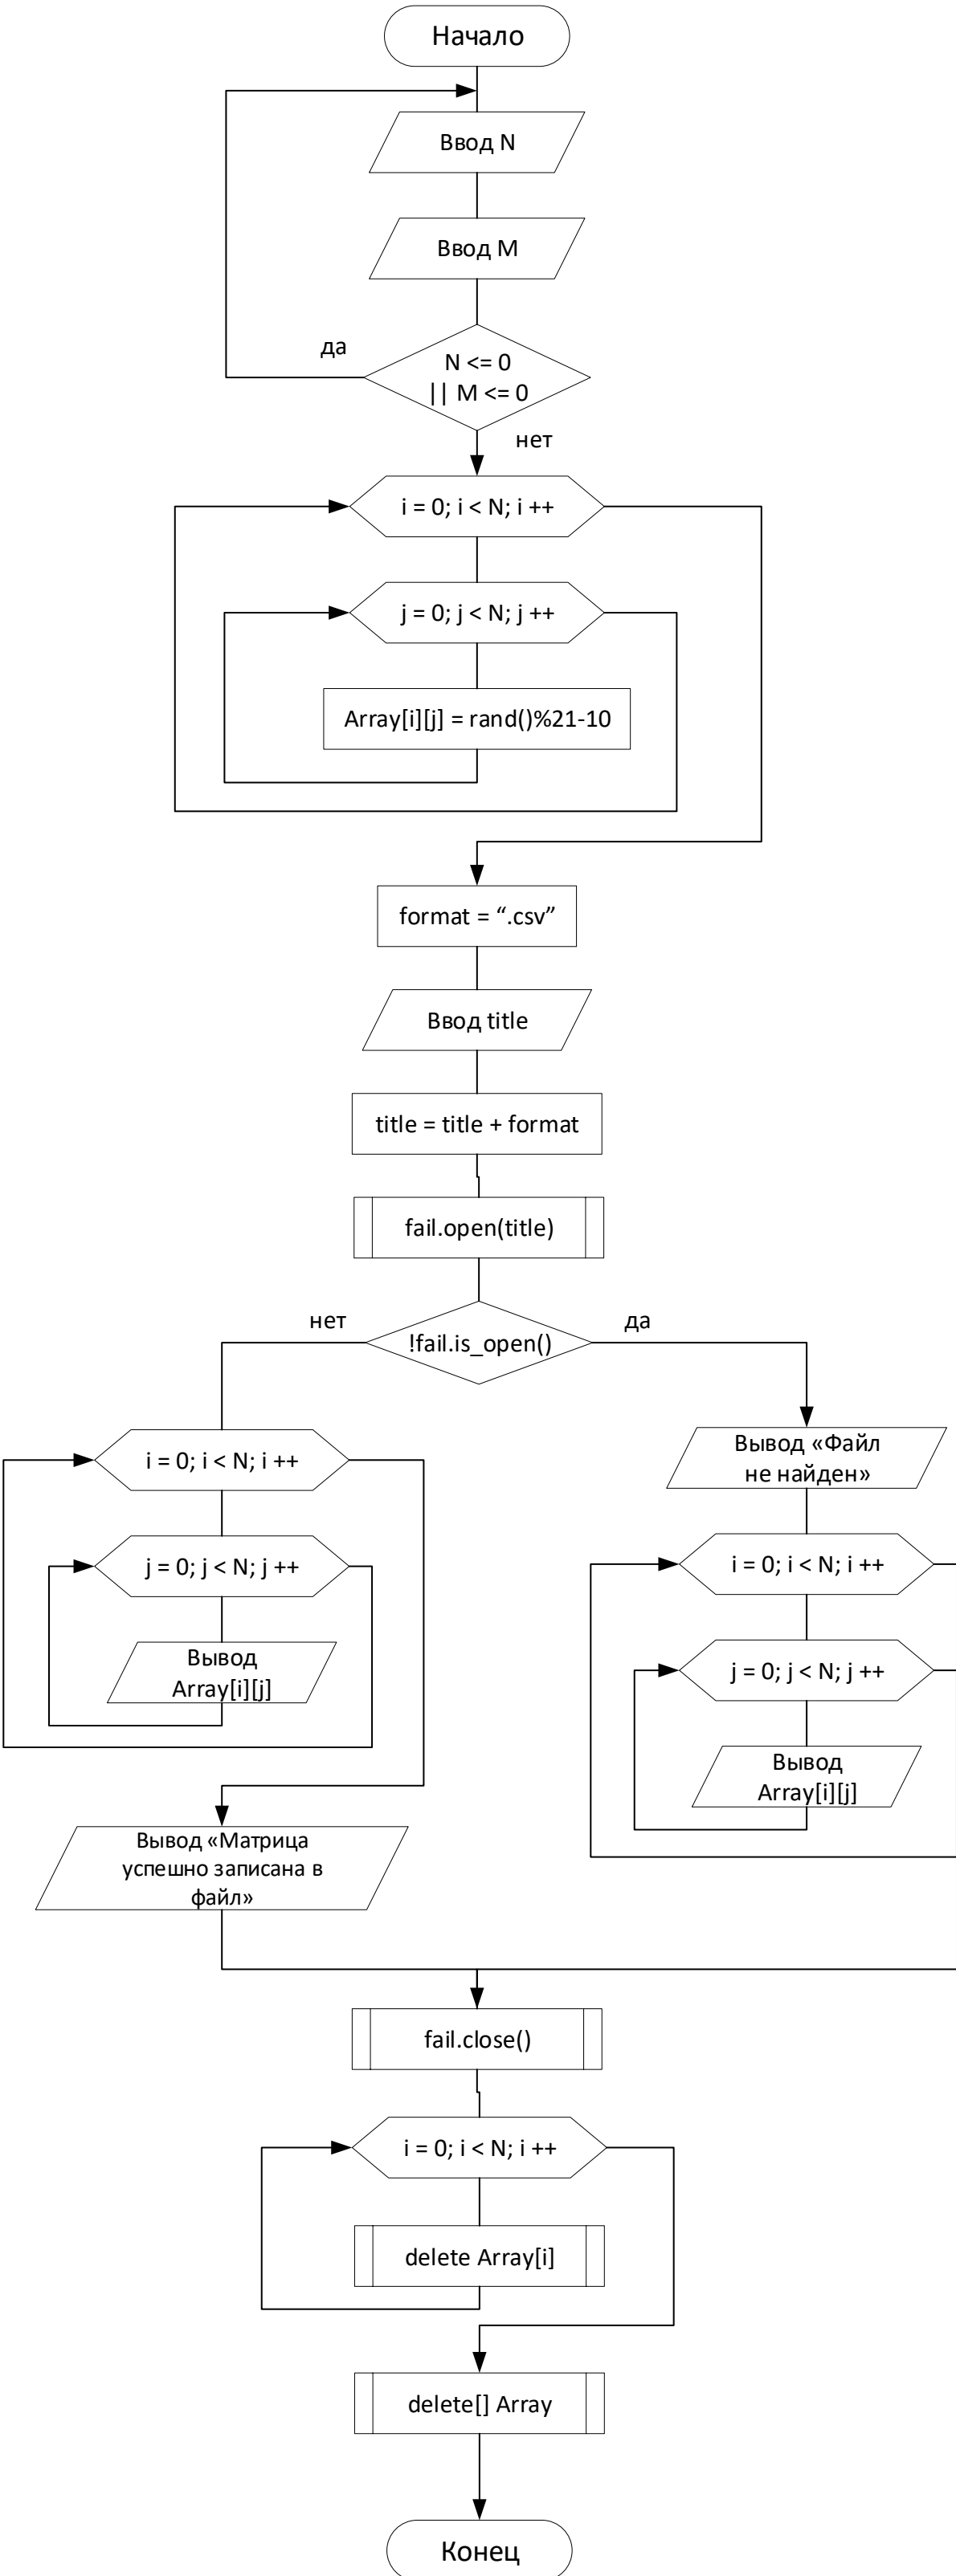 Начало
Ввод N
Ввод M
да
N <= 0
|| M <= 0
нет
i = 0; i < N; i ++
j = 0; j < N; j ++
Array[i][j] = rand()%21-10
format = “.csv”
Ввод title
title = title + format
fail.open(title)
нет
!fail.is_open()
да
i = 0; i < N; i ++
j = 0; j < N; j ++
Вывод
Array[i][j]
Вывод «Матрица
успешно записана в
файл»
Вывод «Файл
не найден»
i = 0; i < N; i ++
j = 0; j < N; j ++
Вывод
Array[i][j]
fail.close()
i = 0; i < N; i ++
delete Array[i]
delete[] Array
Конец